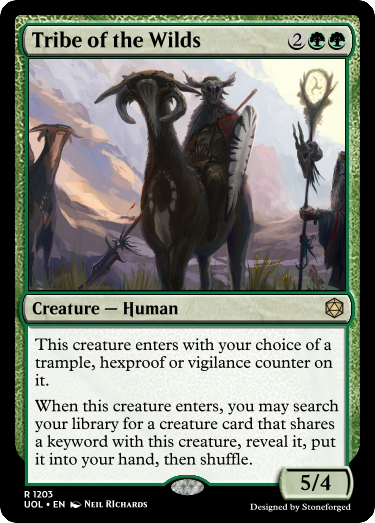 Tribe of the Wilds 2
Creature — Human
This creature enters with your choice of a
trample, hexproof or vigilance counter on
it.
When this creature enters, you may search
your library for a creature card that shares
a keyword with this creature, reveal it, put
it into your hand, then shuffle.
5/4
R 1203
UOL • EN Neil Richards
Designed by Stoneforged